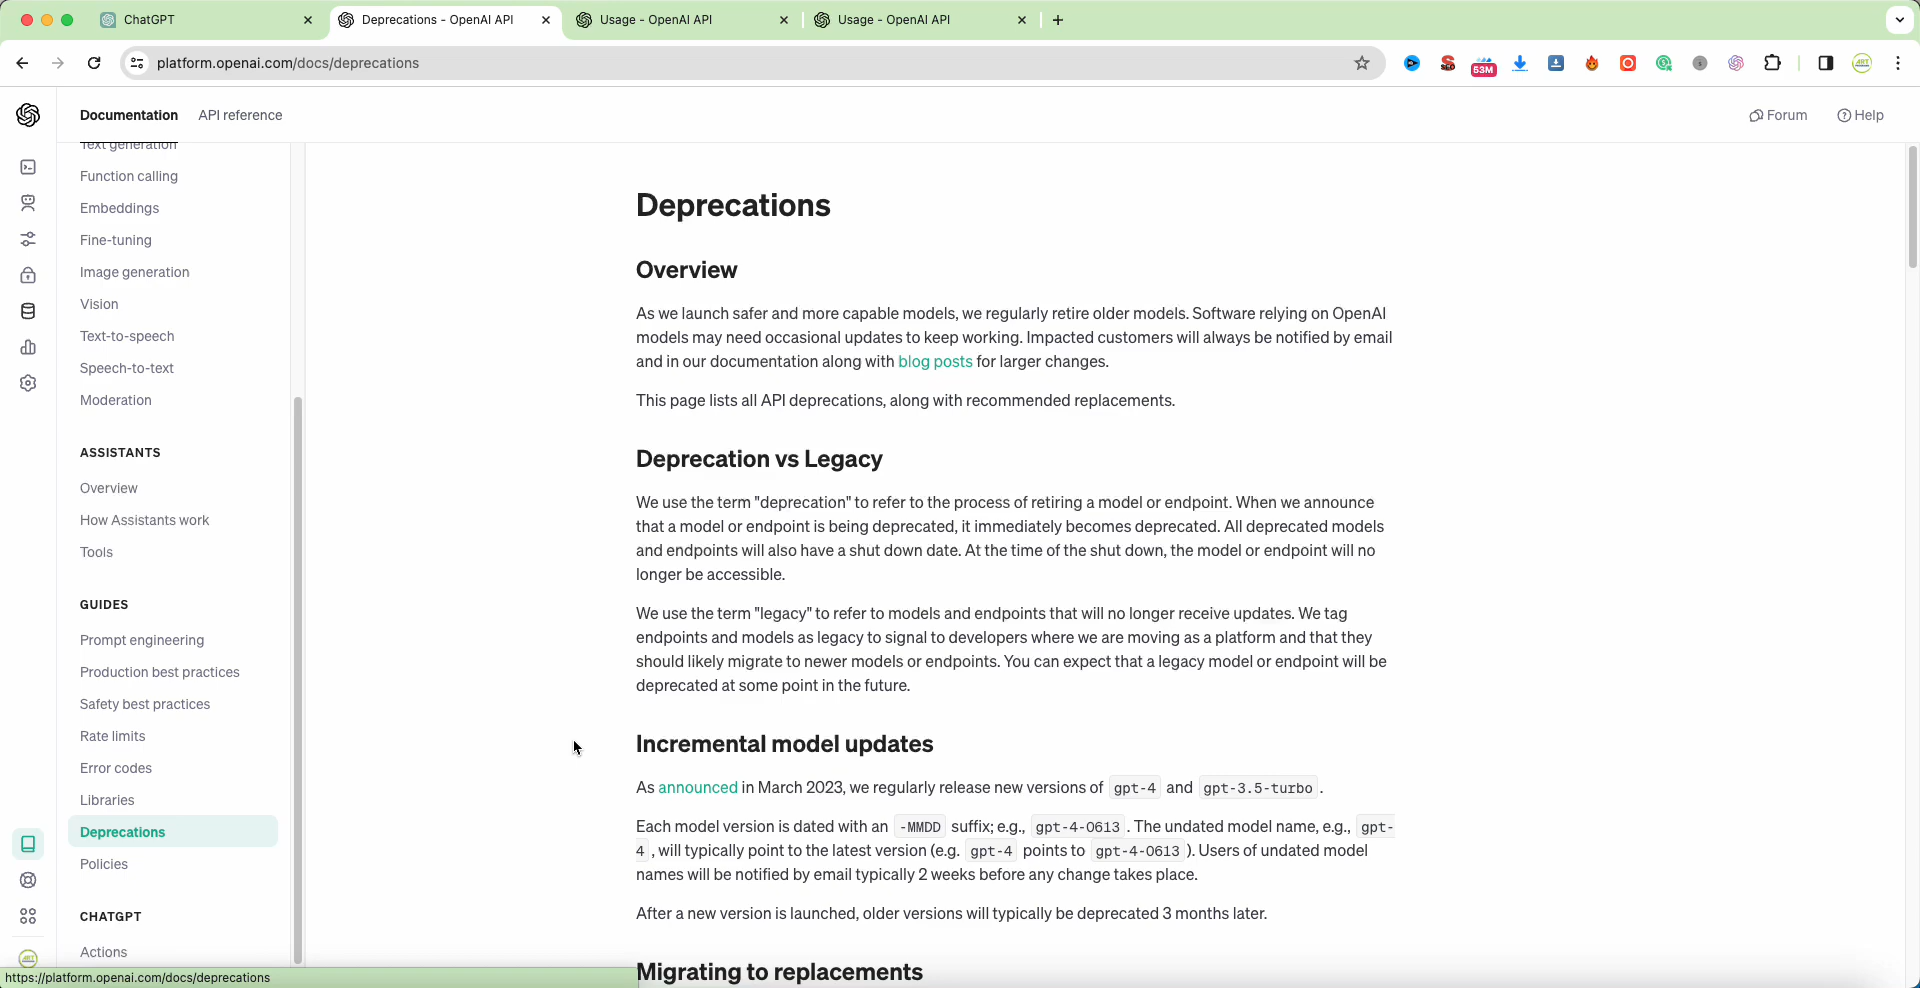 ChatGPT
Deprecations - OpenAI API
Usage - OpenAI API
Usage - OpenAI API
platform.openai.com/docs/deprecations
53M
Documentation
API reference
Forum
Help
Text generation
Function calling
Embeddings
Fine-tuning
Image generation
Vision
Text-to-speech
Speech-to-text
Moderation
ASSISTANTS
Overview
How Assistants work
Tools
GUIDES
Prompt engineering
Production best practices
Safety best practices
Rate limits
Error codes
Libraries
Deprecations
Policies
CHATGPT
Actions
https://platform.openai.com/docs/deprecations
Deprecations
Overview
As we launch safer and more capable models, we regularly retire older models. Software relying on OpenAI
models may need occasional updates to keep working. Impacted customers will always be notified by email
and in our documentation along with blog posts for larger changes.
This page lists all API deprecations, along with recommended replacements.
Deprecation vs Legacy
We use the term "deprecation" to refer to the process of retiring a model or endpoint. When we announce
that a model or endpoint is being deprecated, it immediately becomes deprecated. All deprecated models
and endpoints will also have a shut down date. At the time of the shut down, the model or endpoint will no
longer be accessible.
We use the term "legacy" to refer to models and endpoints that will no longer receive updates. We tag
endpoints and models as legacy to signal to developers where we are moving as a platform and that they
should likely migrate to newer models or endpoints. You can expect that a legacy model or endpoint will be
deprecated at some point in the future.
Incremental model updates
As announced in March 2023, we regularly release new versions of gpt-4 and gpt-3.5-turbo .
Each model version is dated with an -MMDD suffix; e.g., gpt-4-0613 . The undated model name, e.g., gpt-
4 , will typically point to the latest version (e.g. gpt-4 points to gpt-4-0613 ). Users of undated model
names will be notified by email typically 2 weeks before any change takes place.
After a new version is launched, older versions will typically be deprecated 3 months later.
Migrating to replacements